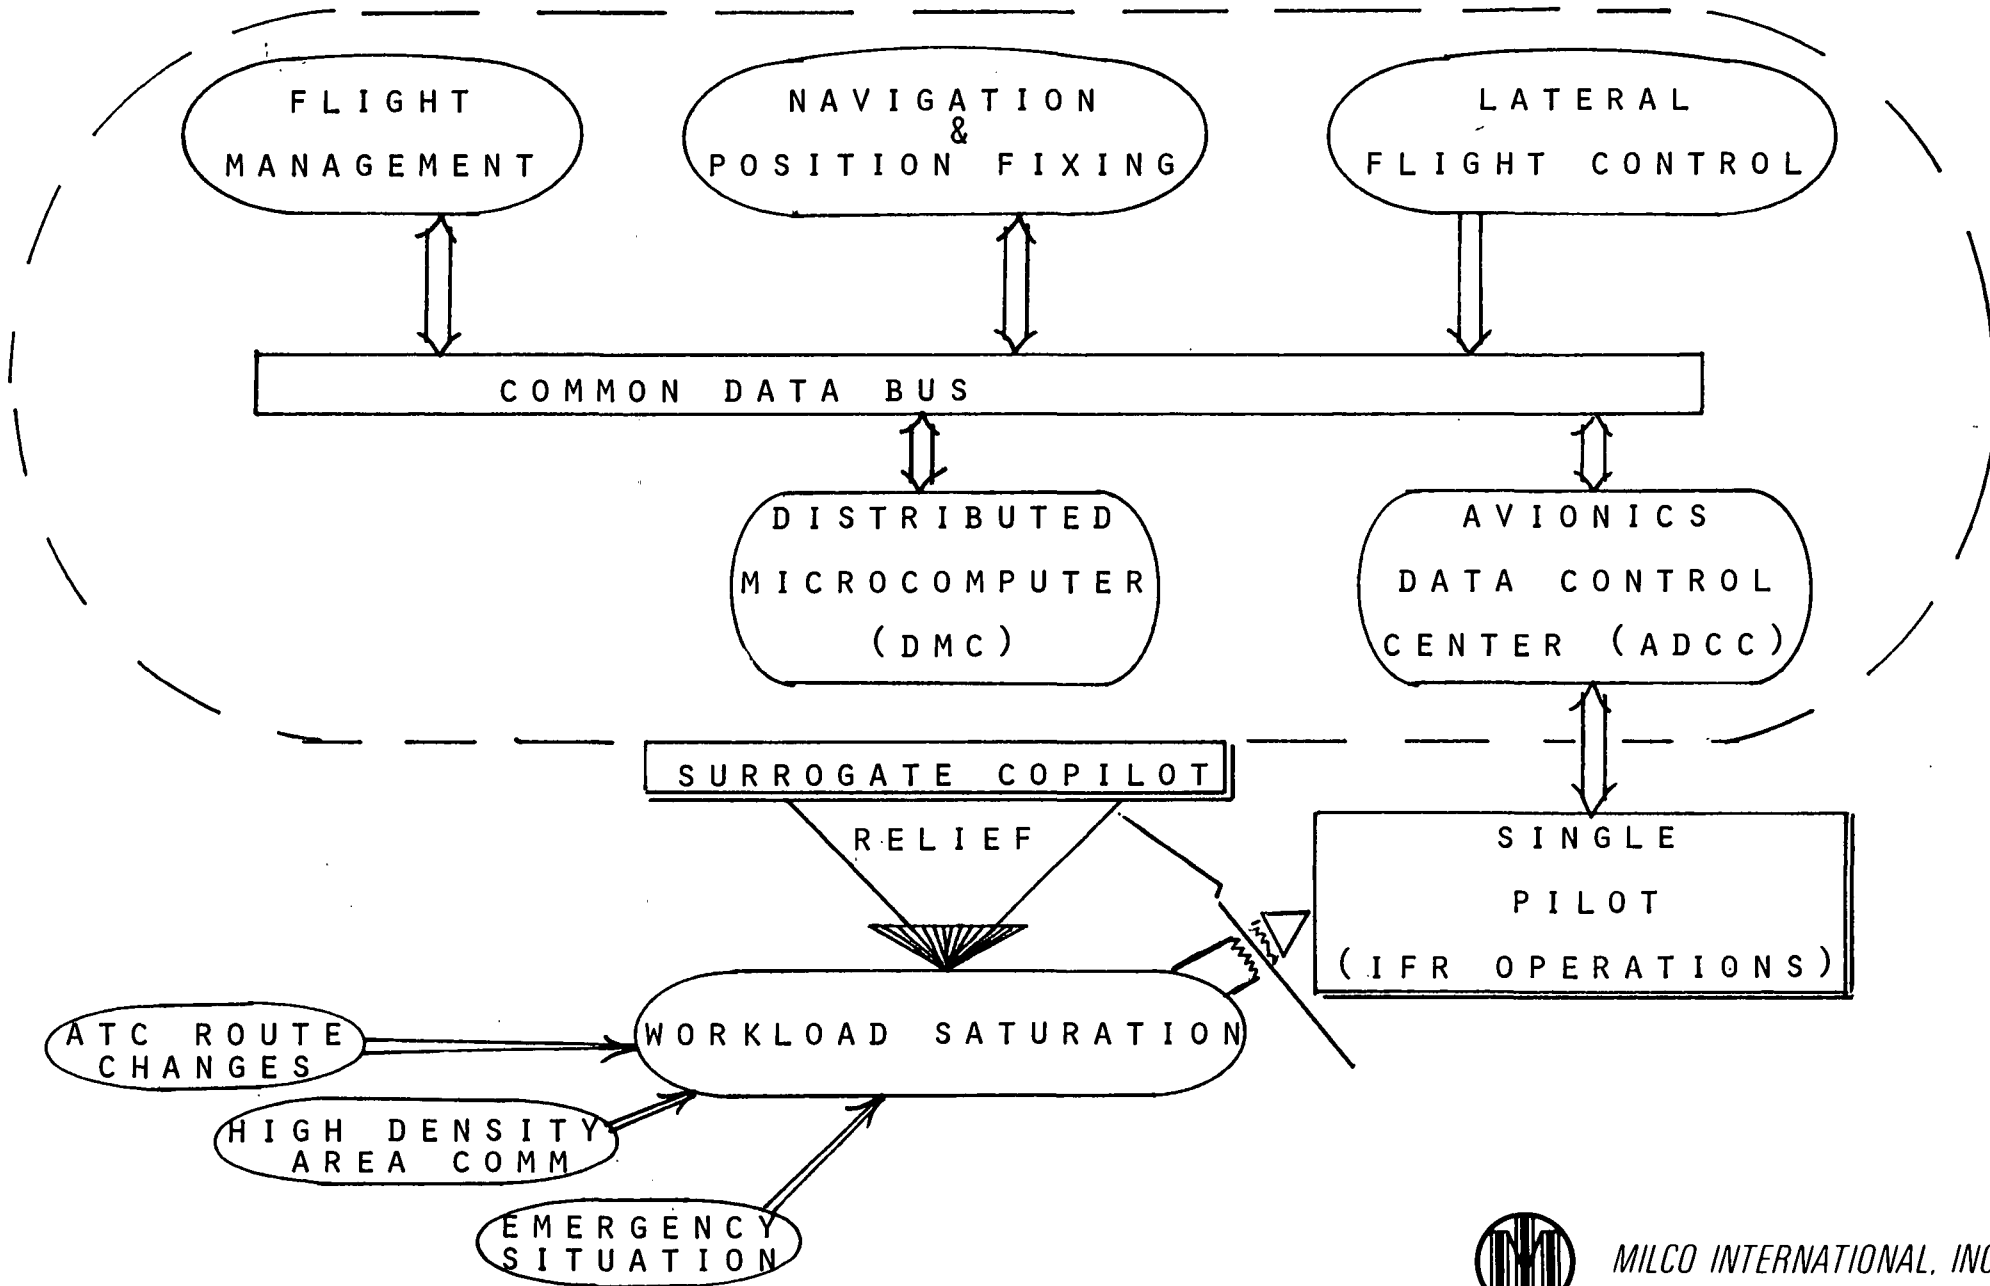 FLIGHT
MANAGEMENT
NAVIGATION
&
POSITION FIXING
LATERAL
FLIGHT CONTROL
COMMON DATA BUS
DISTRIBUTED
MICROCOMPUTER
(DMC)
AVIONICS
DATA CONTROL
CENTER (ADCC)
SURROGATE COPILOT
RELIEF
SINGLE
PILOT
(IFR OPERATIONS)
WORKLOAD SATURATION
ATC ROUTE
CHANGES
HIGH DENSITY
AREA COMM
EMERGENCY
SITUATION
MILCO INTERNATIONAL, INC